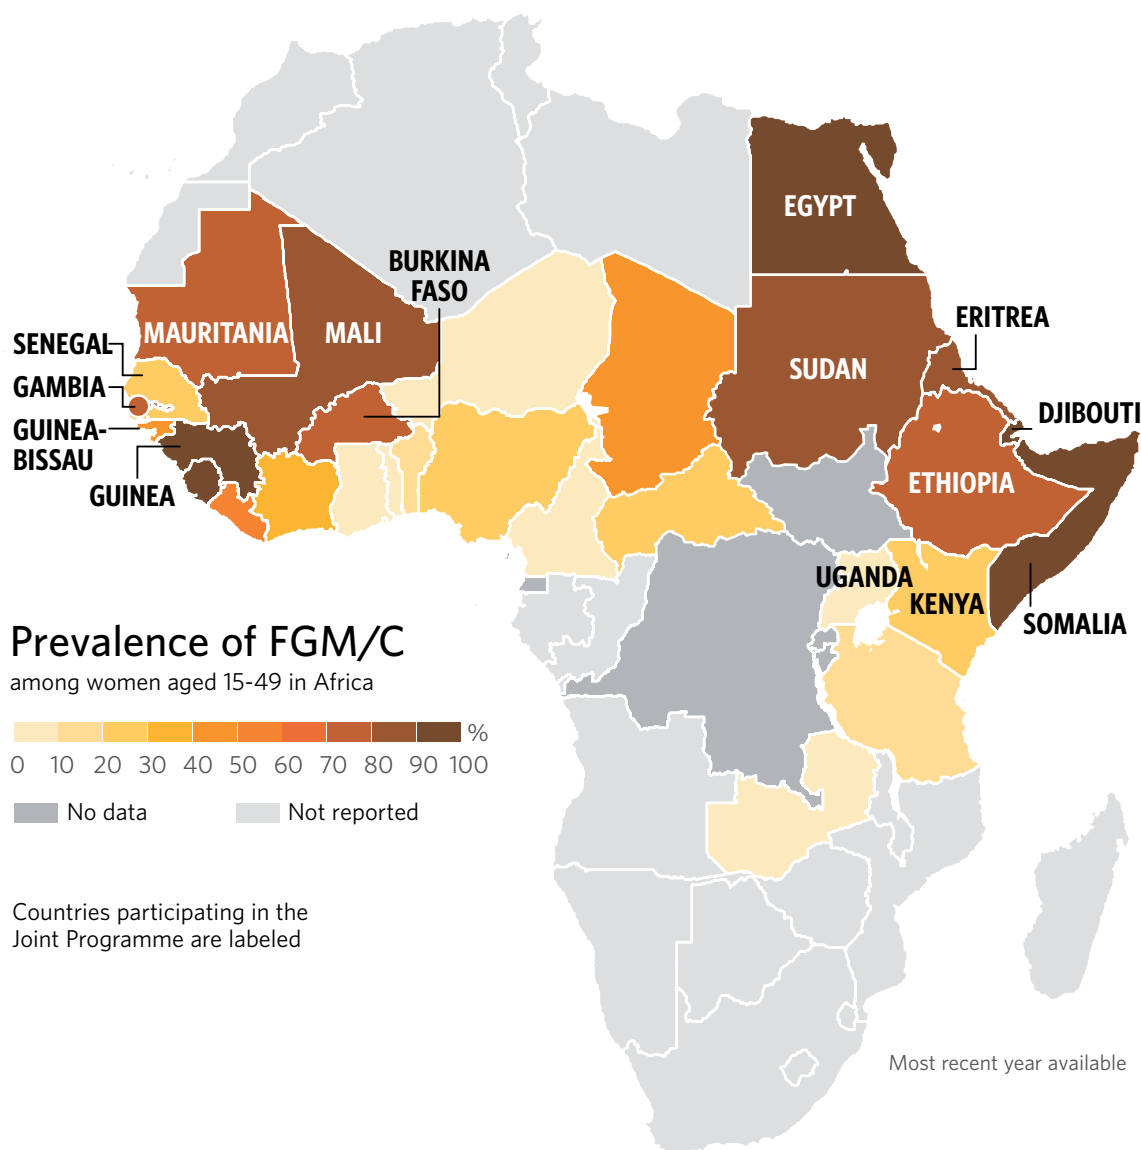 EGYPT
BURKINA
FASO
ERITREA
SENEGAL
MAURITANIA
MALI
SUDAN
GAMBIA
DJIBOUTI
GUINEA-
BISSAU
GUINEA
ETHIOPIA
UGANDA
KENYA
SOMALIA
Prevalence of FGM/C
among women aged 15-49 in Africa
%
0 10 20 30 40 50 60 70 80 90 100
No data
Not reported
Countries participating in the
Joint Programme are labeled
Most recent year available